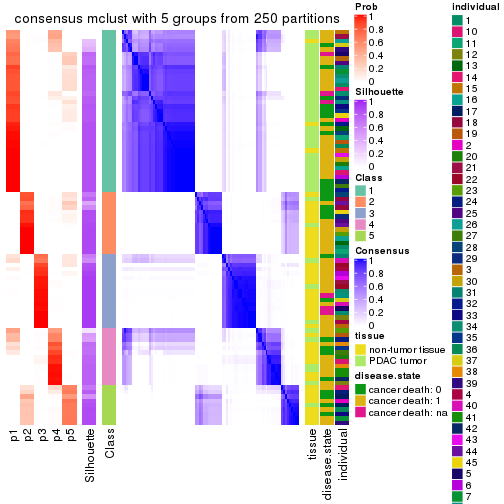 consensus mclust with 5 groups from 250 partitions
p1
p2
p3
p4
p5
Silhouette
Class
tissue
disease.state
individual
Prob
1
0.8
0.6
0.4
0.2
0
Silhouette
1
0.8
0.6
0.4
0.2
0
Class
1
2
3
4
5
Consensus
1
0.8
0.6
0.4
0.2
0
tissue
non-tumor tissue
PDAC tumor
disease.state
cancer death: 0
cancer death: 1
cancer death: na
individual
1
10
11
12
13
14
15
16
17
18
19
2
20
21
22
23
24
25
26
27
28
29
3
30
31
32
33
34
35
36
37
38
39
4
40
41
42
43
44
45
5
6
7